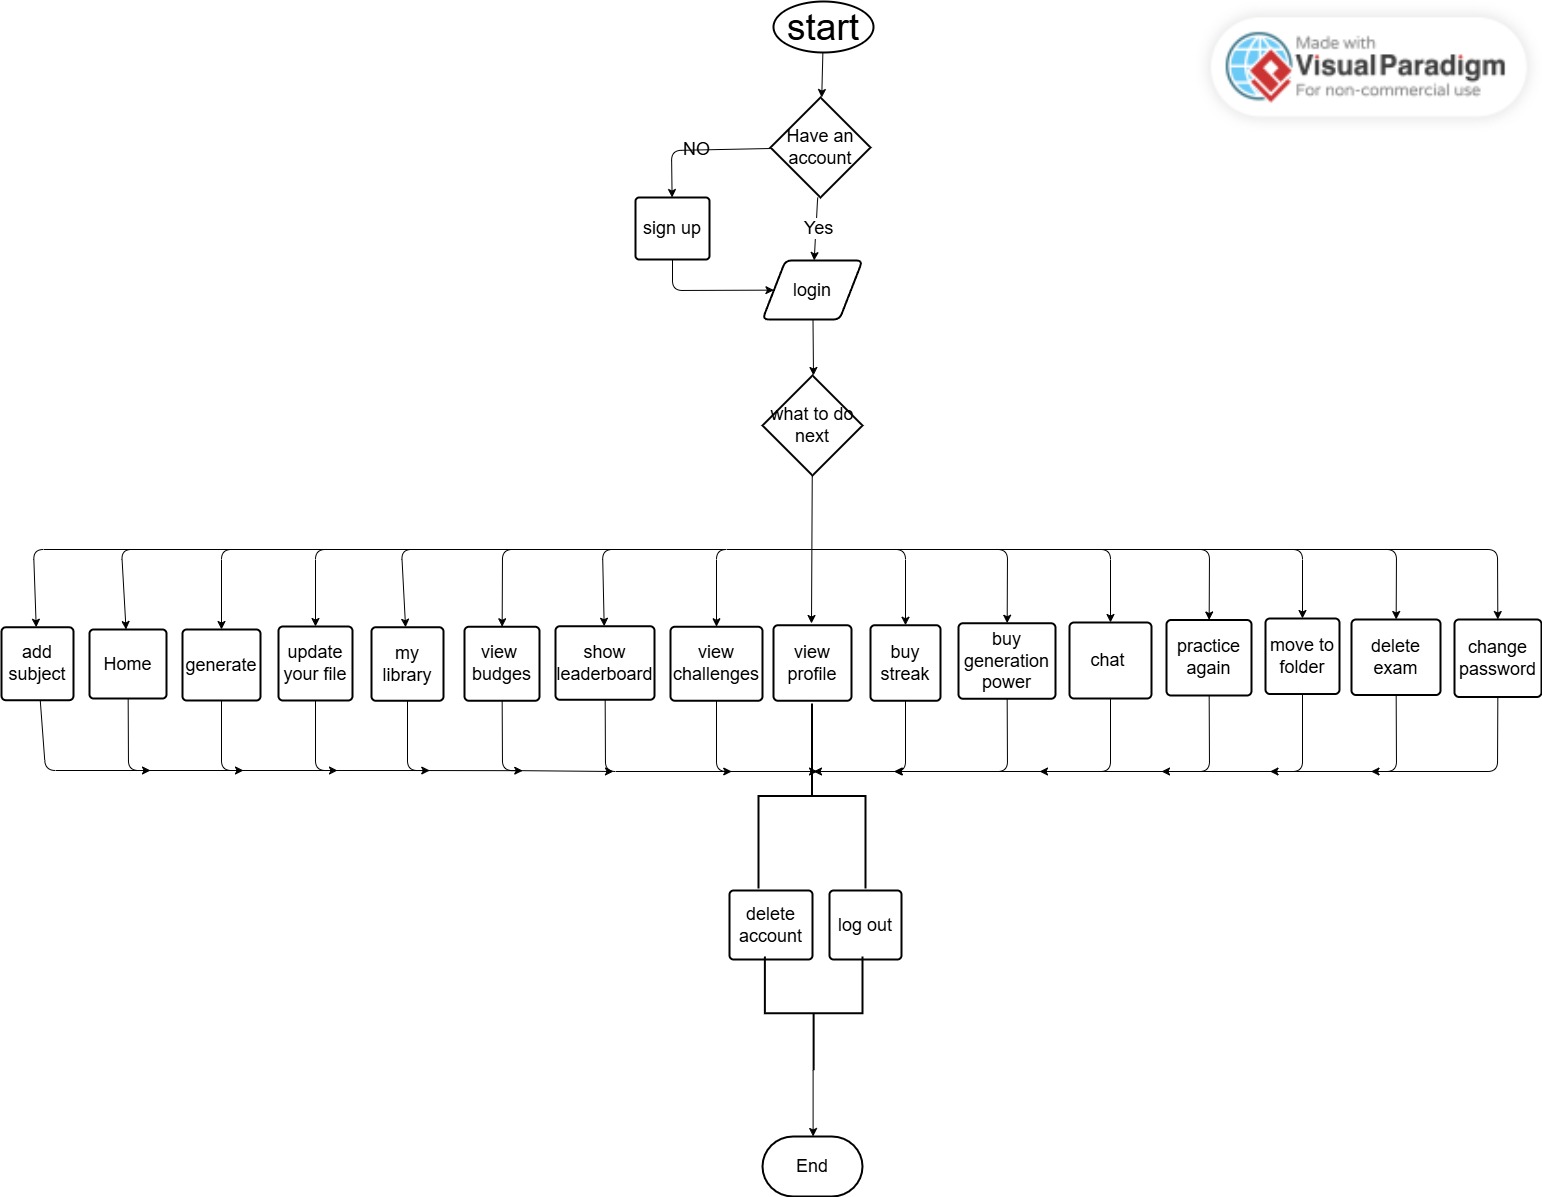 start
Made with
Visual Paradigm
For non-commercial use
Have an
account
NO
sign up
Yes
login
what to do
next
add
subject
Home
generate
update
your file
my
library
view
budges
show
leaderboard
view
challenges
view
profile
buy
streak
buy
generation
power
chat
practice
again
move to
folder
delete
exam
change
password
delete
account
log out
End